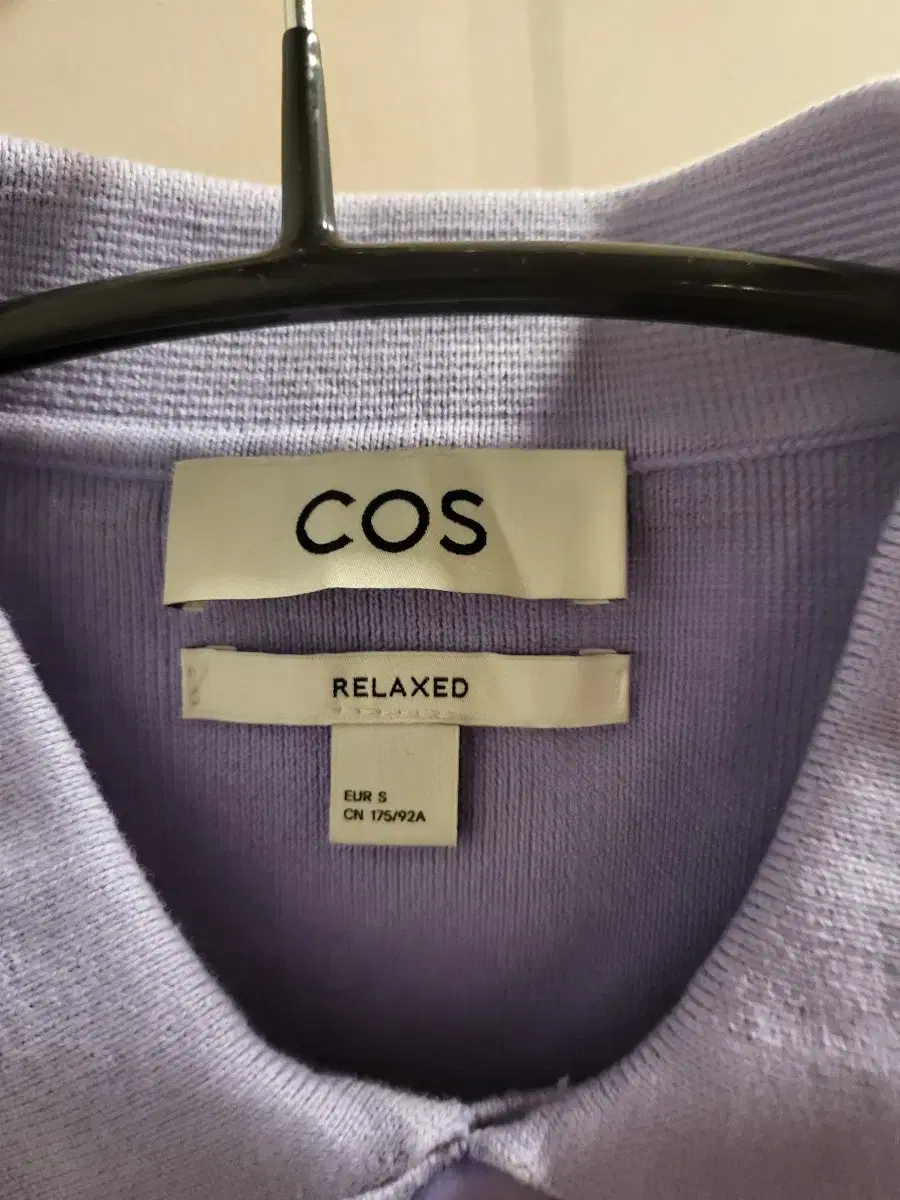 COS
RELAXED
EUR S
CN 175/92A